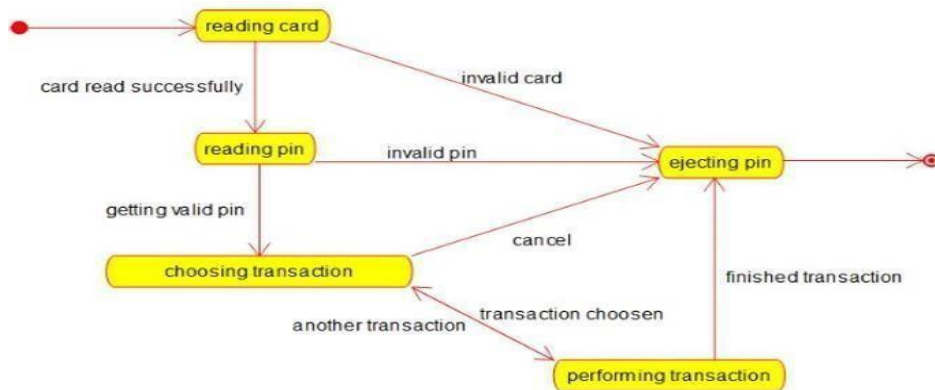 reading card
card read successfully
invalid card
reading pin
invalid pin
ejecting pin
getting valid pin
cancel
choosing transaction
finished transaction
transaction choosen
another transaction
performing transaction